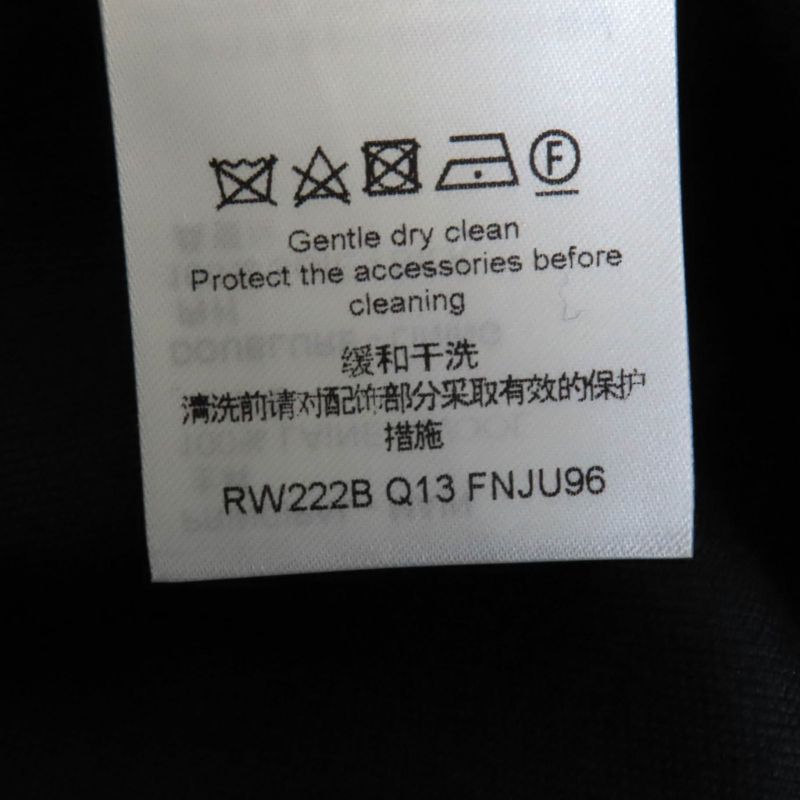 F
Gentle dry clean
Protect the accessories before
cleaning
缓和干洗
清洗前请对配饰部分采取有效的保护
措施
RW222B Q13 FNJU96